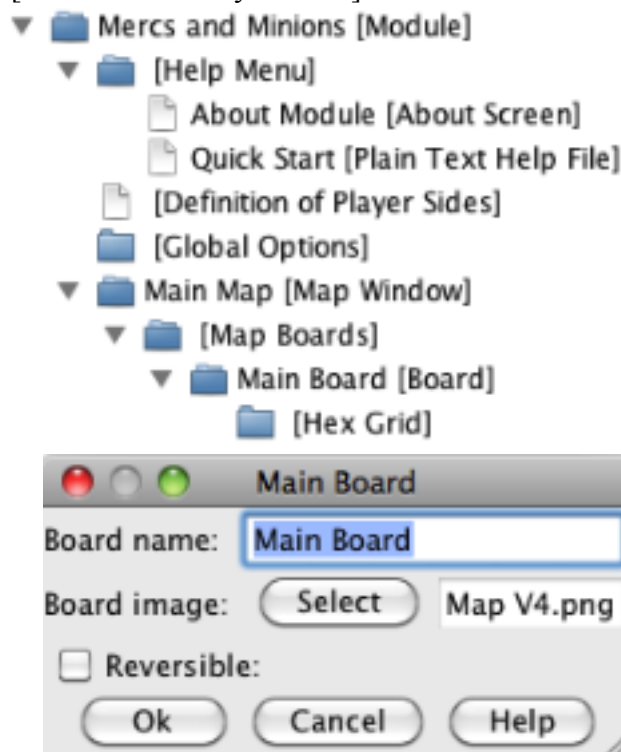 Mercs and Minions [Module]
[Help Menu]
About Module [About Screen]
Quick Start [Plain Text Help File]
[Definition of Player Sides]
[Global Options]
Main Map [Map Window]
[Map Boards]
Main Board [Board]
[Hex Grid]
Main Board
Board name: Main Board
Board image: Select Map V4.png
Reversible:
Ok Cancel Help